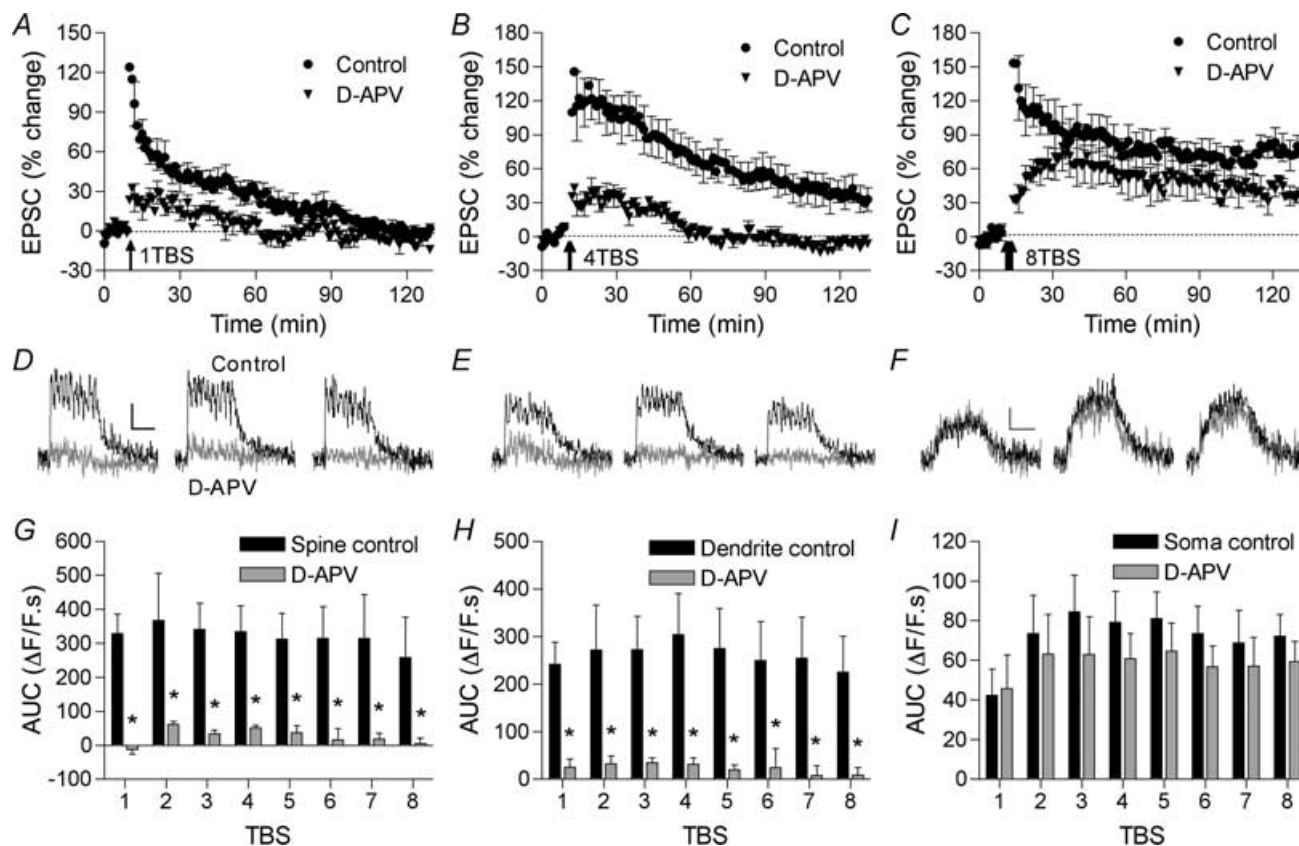 A
EPSC (% change)
150
120
90
60
30
0
-30
Control
D-APV
1TBS
0 30 60 90 120
Time (min)
B
EPSC (% change)
180
150
120
90
60
30
0
-30
Control
D-APV
4TBS
0 30 60 90 120
Time (min)
C
EPSC (% change)
180
150
120
90
60
30
0
-30
Control
D-APV
8TBS
0 30 60 90 120
Time (min)
D
Control
D-APV
E
F
G
AUC (ΔF/F.s)
600
500
400
300
200
100
0
-100
Spine control
D-APV
* * * * * * * *
1 2 3 4 5 6 7 8
TBS
H
AUC (ΔF/F.s)
500
400
300
200
100
0
Dendrite control
D-APV
* * * * * * * *
1 2 3 4 5 6 7 8
TBS
I
AUC (ΔF/F.s)
120
100
80
60
40
20
0
Soma control
D-APV
1 2 3 4 5 6 7 8
TBS